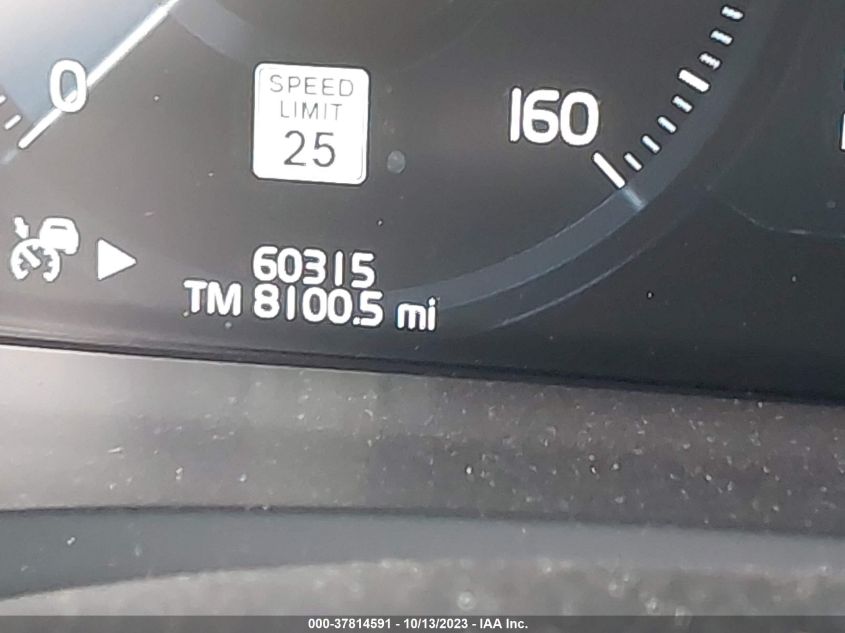 0
SPEED
LIMIT
25
160
60315
TM 8100.5 mi
000-37814591 - 10/13/2023 - IAA Inc.